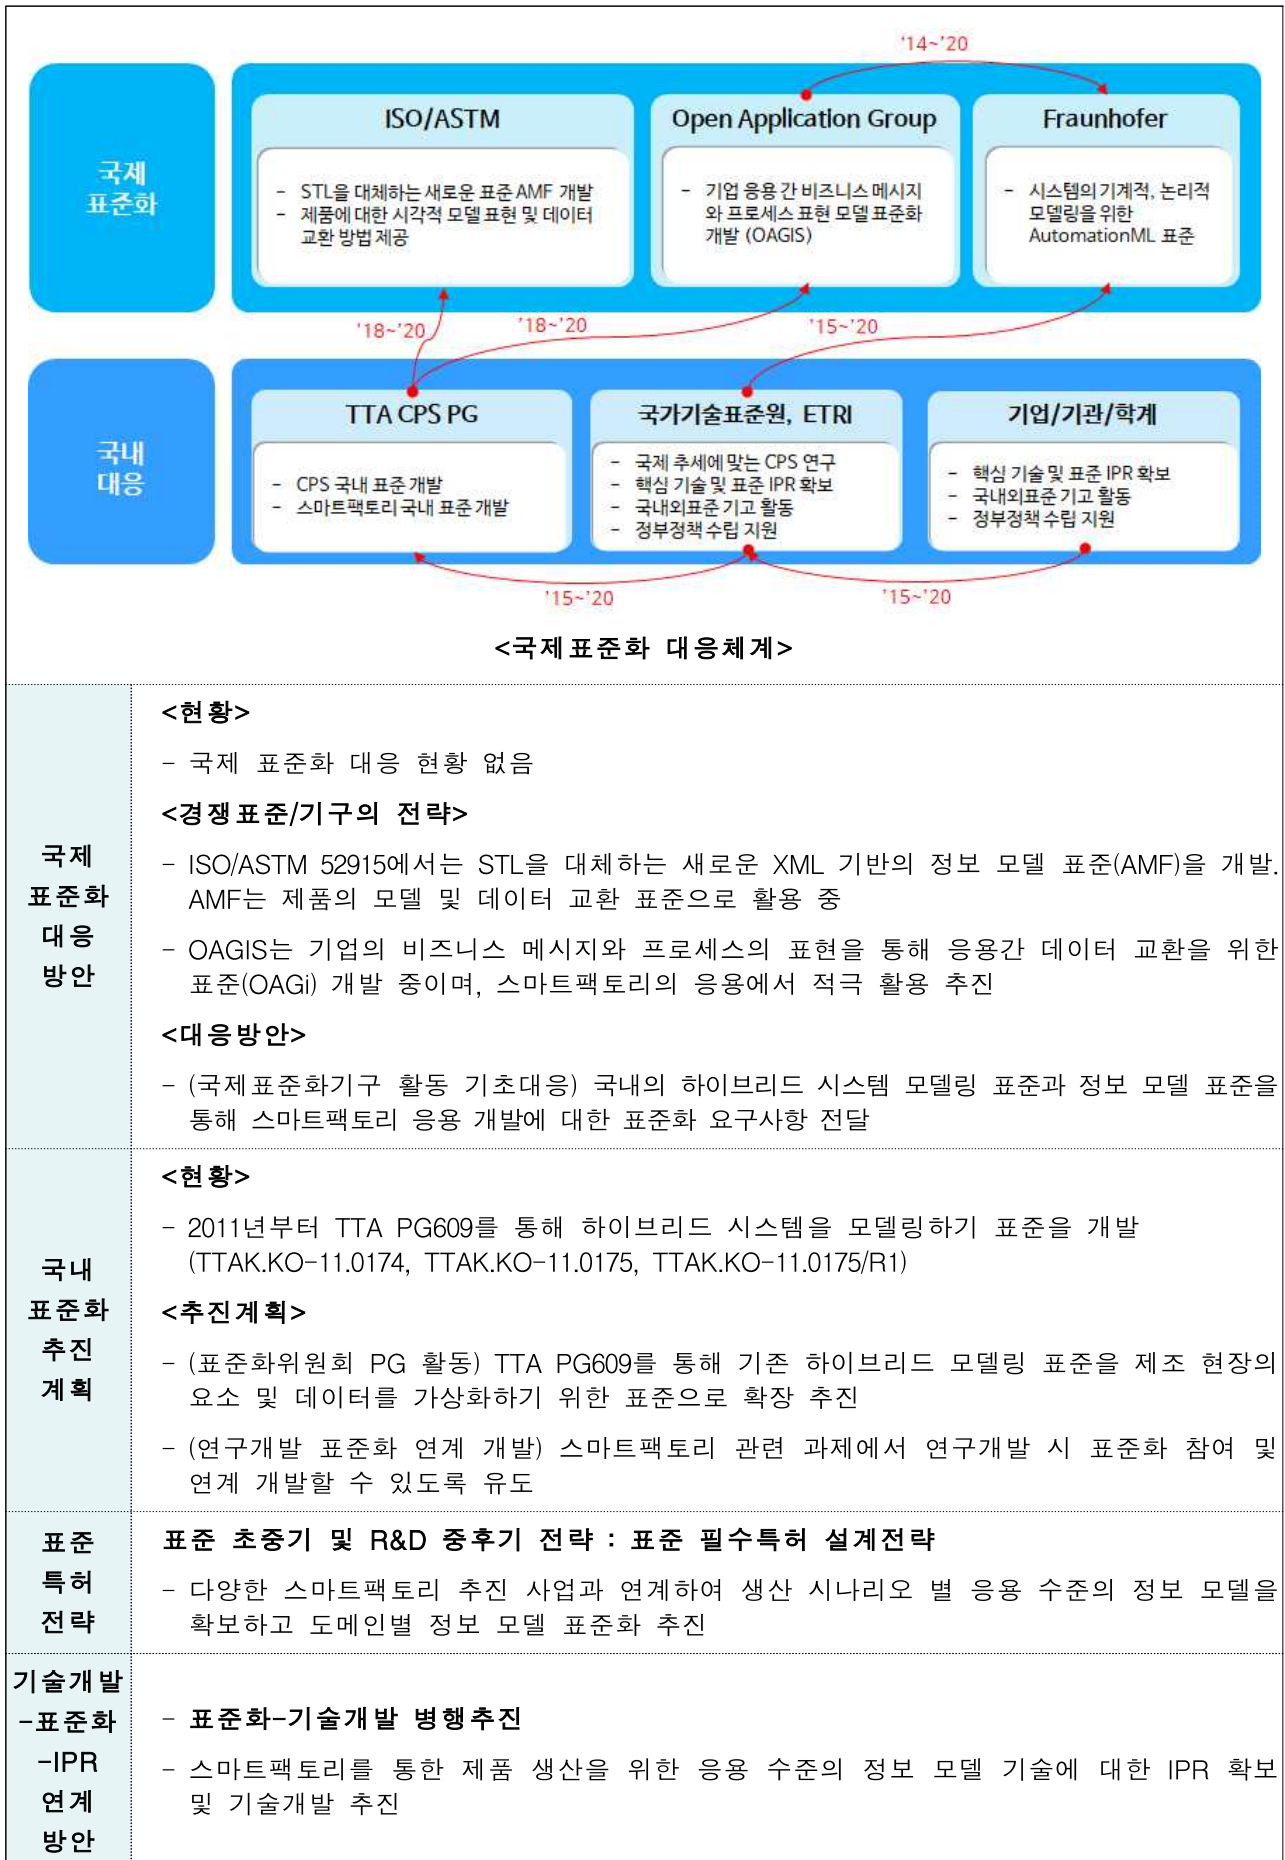 '14~'20
국제
표준화
ISO/ASTM
- STL을 대체하는 새로운 표준 AMF 개발
- 제품에 대한 시각적 모델 표현 및 데이터
교환 방법 제공
Open Application Group
- 기업 응용 간 비즈니스 메시지
와 프로세스 표현 모델 표준화
개발 (OAGIS)
Fraunhofer
- 시스템의 기계적, 논리적
모델링을 위한
AutomationML 표준
'18~'20
'18~'20
'15~'20
국내
대응
TTA CPS PG
- CPS 국내 표준 개발
- 스마트팩토리 국내 표준 개발
국가기술표준원, ETRI
- 국제 추세에 맞는 CPS 연구
- 핵심 기술 및 표준 IPR 확보
- 국내외표준 기고 활동
- 정부정책 수립 지원
기업/기관/학계
- 핵심 기술 및 표준 IPR 확보
- 국내외표준 기고 활동
- 정부정책 수립 지원
'15~'20
'15~'20
<국제표준화 대응체계>
국제
표준화
대응
방안
<현황>
- 국제 표준화 대응 현황 없음
<경쟁표준/기구의 전략>
- ISO/ASTM 52915에서는 STL을 대체하는 새로운 XML 기반의 정보 모델 표준(AMF)을 개발.
AMF는 제품의 모델 및 데이터 교환 표준으로 활용 중
- OAGIS는 기업의 비즈니스 메시지와 프로세스의 표현을 통해 응용간 데이터 교환을 위한
표준(OAGi) 개발 중이며, 스마트팩토리의 응용에서 적극 활용 추진
<대응방안>
- (국제표준화기구 활동 기초대응) 국내의 하이브리드 시스템 모델링 표준과 정보 모델 표준을
통해 스마트팩토리 응용 개발에 대한 표준화 요구사항 전달
국내
표준화
추진
계획
<현황>
- 2011년부터 TTA PG609를 통해 하이브리드 시스템을 모델링하기 표준을 개발
(TTAK.KO-11.0174, TTAK.KO-11.0175, TTAK.KO-11.0175/R1)
<추진계획>
- (표준화위원회 PG 활동) TTA PG609를 통해 기존 하이브리드 모델링 표준을 제조 현장의
요소 및 데이터를 가상화하기 위한 표준으로 확장 추진
- (연구개발 표준화 연계 개발) 스마트팩토리 관련 과제에서 연구개발 시 표준화 참여 및
연계 개발할 수 있도록 유도
표준
특허
전략
표준 초중기 및 R&D 중후기 전략 : 표준 필수특허 설계전략
- 다양한 스마트팩토리 추진 사업과 연계하여 생산 시나리오 별 응용 수준의 정보 모델을
확보하고 도메인별 정보 모델 표준화 추진
기술개발
-표준화
-IPR
연계
방안
- 표준화-기술개발 병행추진
- 스마트팩토리를 통한 제품 생산을 위한 응용 수준의 정보 모델 기술에 대한 IPR 확보
및 기술개발 추진